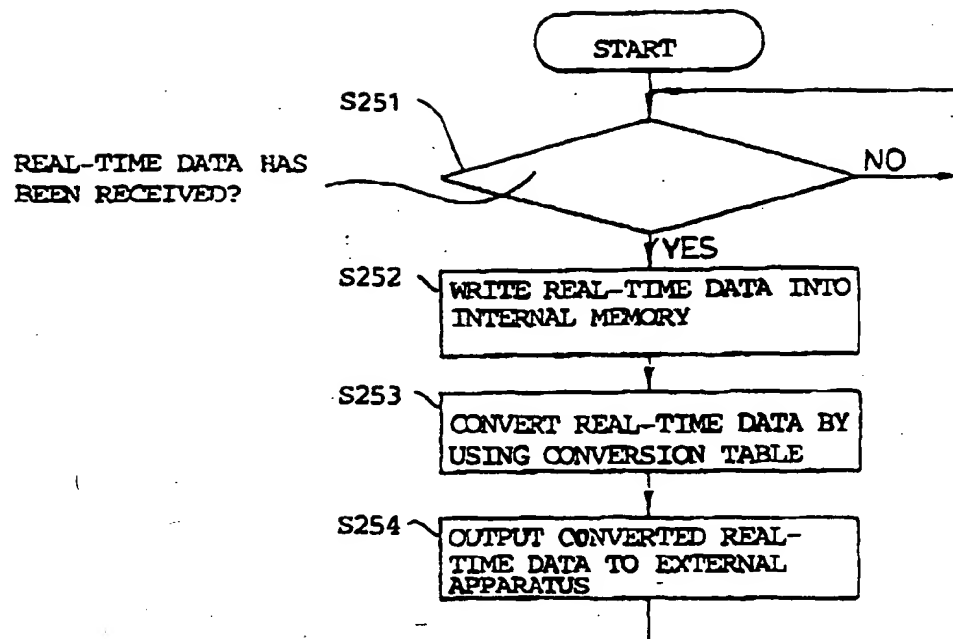 START
S251
REAL-TIME DATA HAS
BEEN RECEIVED?
NO
YES
S252
WRITE REAL-TIME DATA INTO
INTERNAL MEMORY
S253
CONVERT REAL-TIME DATA BY
USING CONVERSION TABLE
S254
OUTPUT CONVERTED REAL-
TIME DATA TO EXTERNAL
APPARATUS